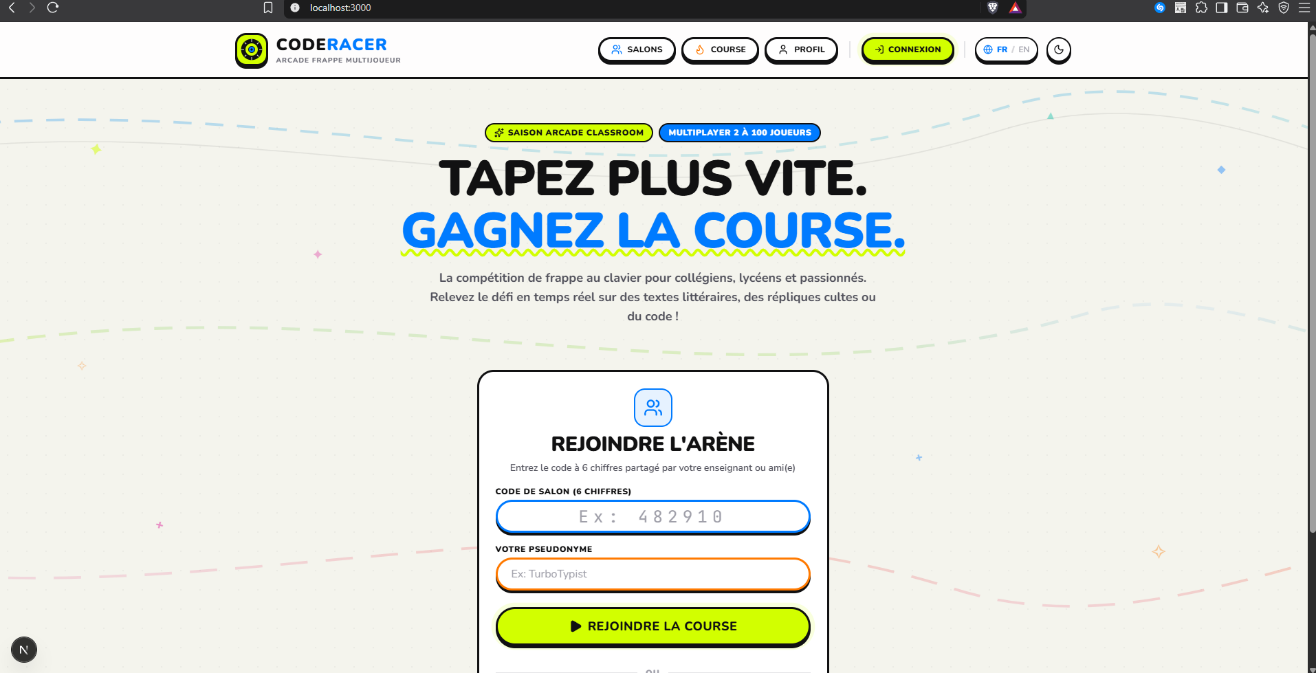 localhost:3000
CODERACER
ARCADE FRAPPE MULTIJOUEUR
SALONS
COURSE
PROFIL
CONNEXION
FR / EN
SAISON ARCADE CLASSROOM
MULTIPLAYER 2 À 100 JOUEURS
TAPEZ PLUS VITE.
GAGNEZ LA COURSE.
La compétition de frappe au clavier pour collégiens, lycéens et passionnés.
Relevez le défi en temps réel sur des textes littéraires, des répliques cultes ou
du code !
REJOINDRE L'ARÈNE
Entrez le code à 6 chiffres partagé par votre enseignant ou ami(e)
CODE DE SALON (6 CHIFFRES)
Ex: 482910
VOTRE PSEUDONYME
Ex: TurboTypist
REJOINDRE LA COURSE
OU
N